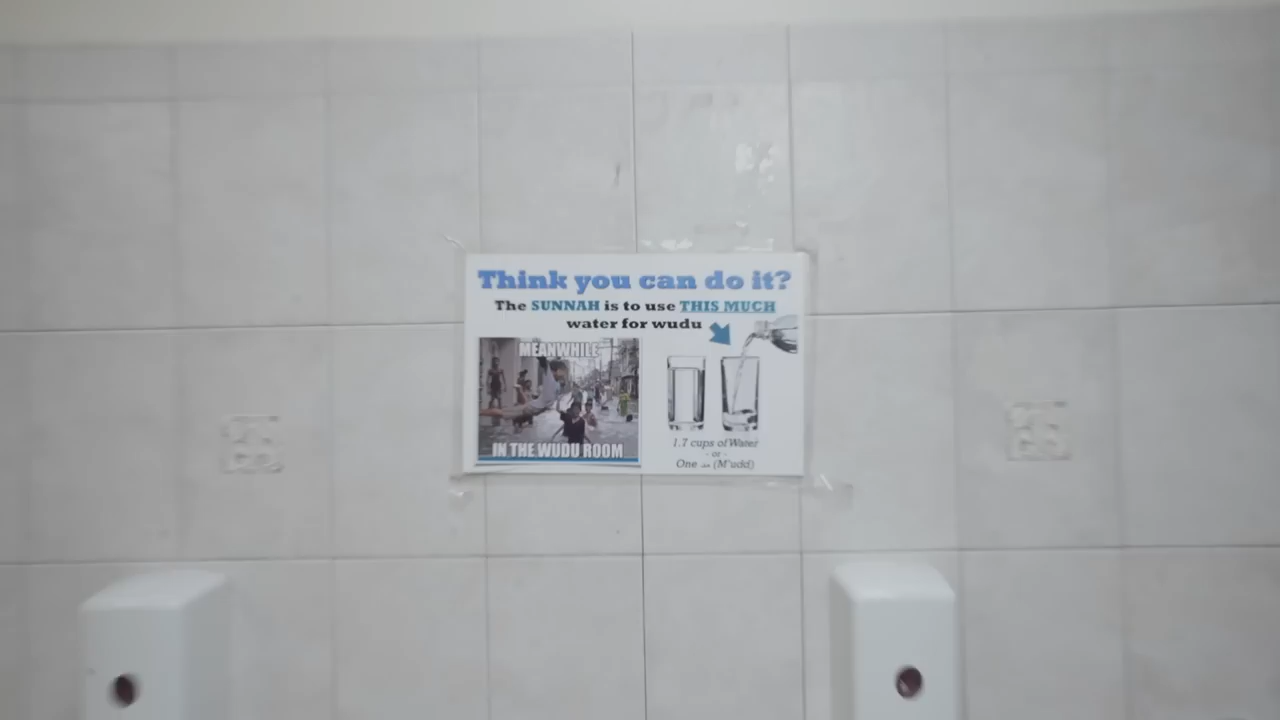 Think you can do it?
The SUNNAH is to use THIS MUCH
water for wudu
MEANWHILE
IN THE WUDU ROOM
1.7 cups of Water
- or -
One مد (M'udd)